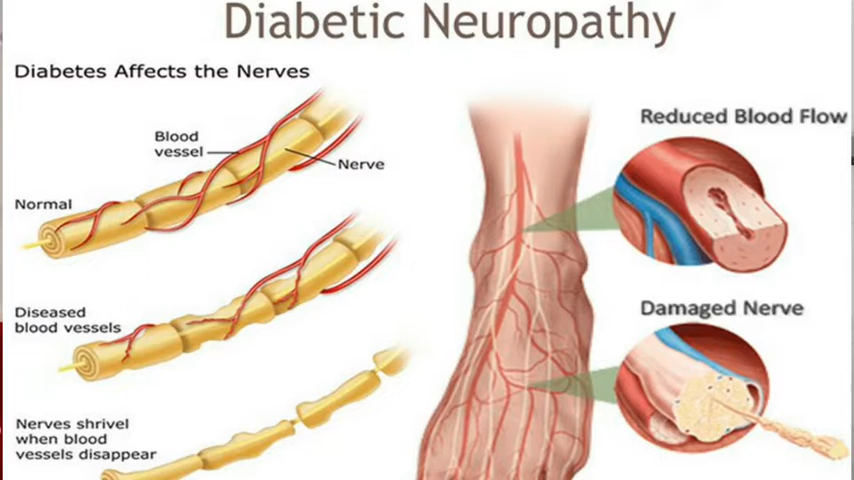 Diabetic Neuropathy
Diabetes Affects the Nerves
Blood
vessel
Nerve
Normal
Diseased
blood vessels
Nerves shrivel
when blood
vessels disappear
Reduced Blood Flow
Damaged Nerve